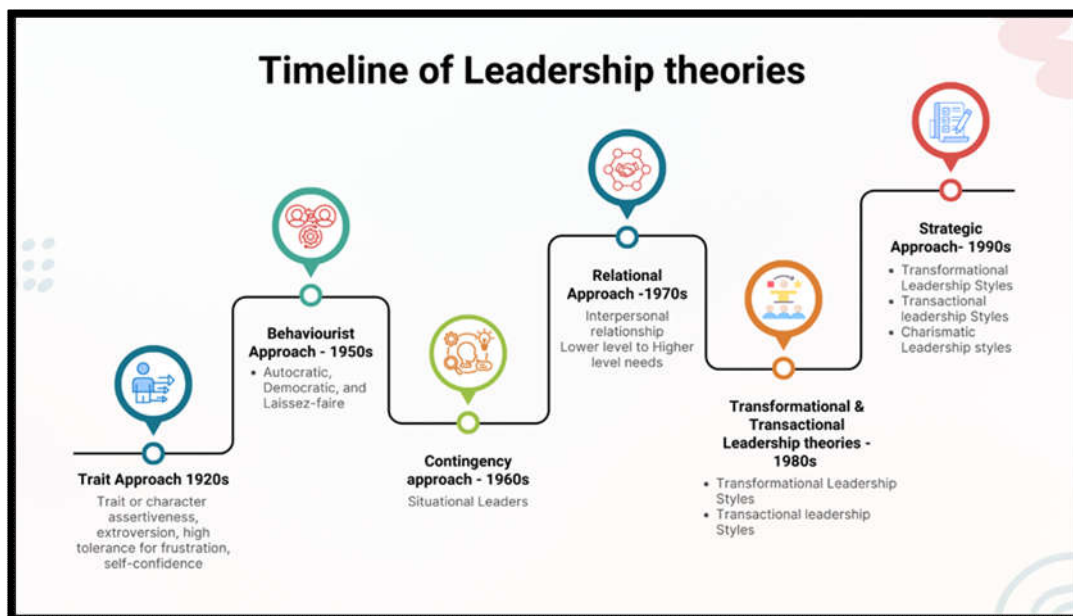 Timeline of Leadership theories
Trait Approach 1920s
Trait or character
assertiveness,
extroversion, high
tolerance for frustration,
self-confidence
Behaviourist
Approach - 1950s
• Autocratic,
Democratic, and
Laissez-faire
Contingency
approach - 1960s
Situational Leaders
Relational
Approach -1970s
Interpersonal
relationship
Lower level to Higher
level needs
Transformational &
Transactional
Leadership theories -
1980s
• Transformational Leadership
Styles
• Transactional leadership
Styles
Strategic
Approach- 1990s
• Transformational
Leadership Styles
• Transactional
leadership Styles
• Charismatic
Leadership styles